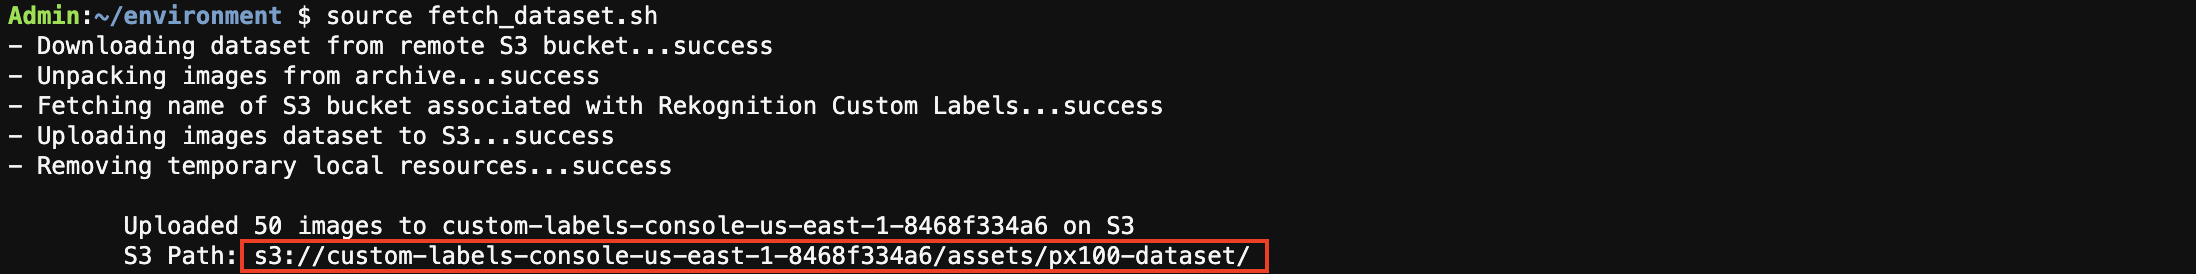 Admin:~/environment $ source fetch_dataset.sh
- Downloading dataset from remote S3 bucket...success
- Unpacking images from archive...success
- Fetching name of S3 bucket associated with Rekognition Custom Labels...success
- Uploading images dataset to S3...success
- Removing temporary local resources...success
Uploaded 50 images to custom-labels-console-us-east-1-8468f334a6 on S3
S3 Path: s3://custom-labels-console-us-east-1-8468f334a6/assets/px100-dataset/